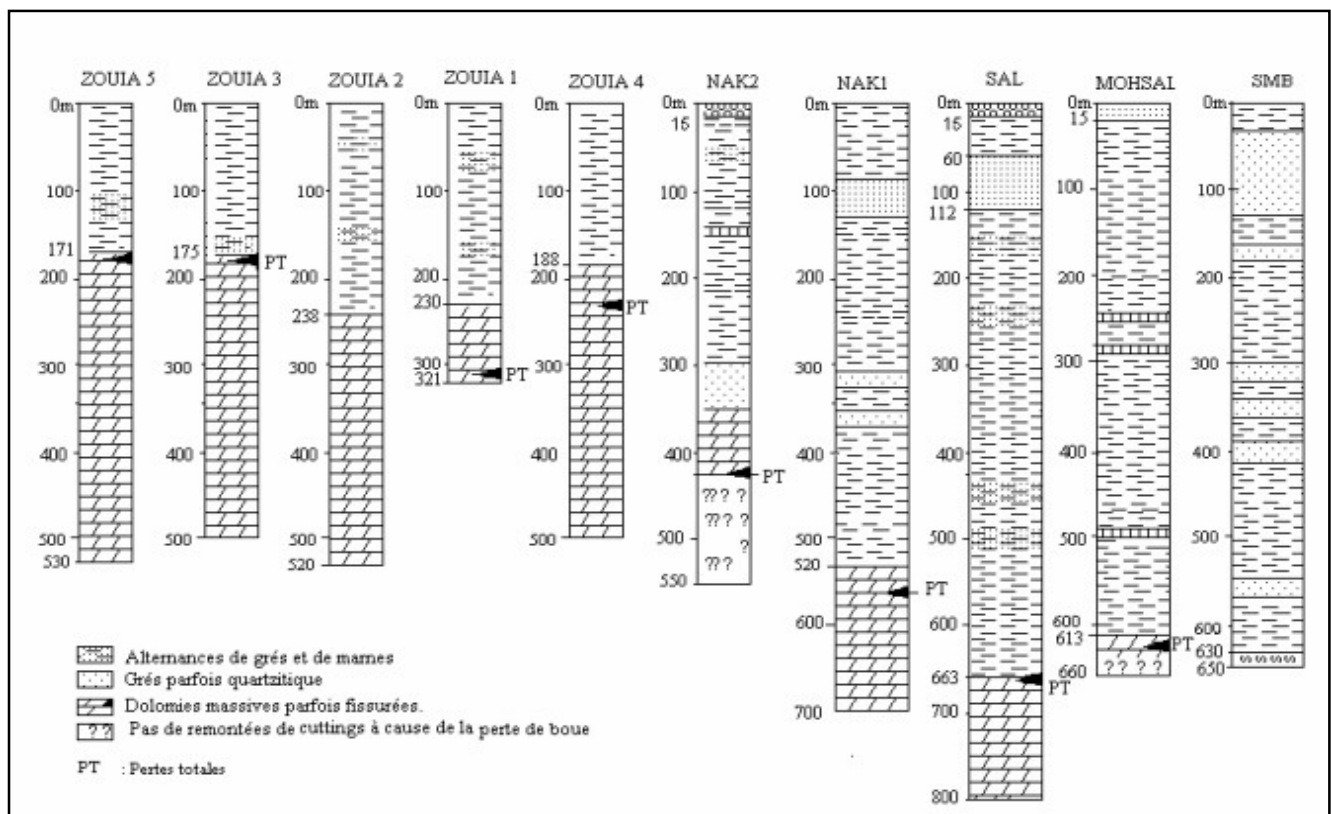 ZOUIA 5
0m
100
171
200
300
400
500
530
ZOUIA 3
0m
100
175
200
300
400
500
PT
ZOUIA 2
0m
100
200
238
300
400
500
520
ZOUIA 1
0m
100
200
230
300
321
PT
ZOUIA 4
0m
100
188
200
300
400
500
PT
NAK2
0m
15
100
200
300
400
500
550
PT
?? ? ?
?? ?
?
?? ?
NAK1
0m
100
200
300
400
500
520
600
700
PT
SAL
0m
15
60
100
112
200
300
400
500
600
663
700
800
PT
MOHSAL
0m
15
100
200
300
400
500
600
613
660
PT
?? ? ?
SMB
0m
100
200
300
400
500
600
630
650
Alternances de grés et de marnes
Grés parfois quartzitique
Dolomies massives parfois fissurées.
? ? Pas de remontées de cuttings à cause de la perte de boue
PT : Pertes totales